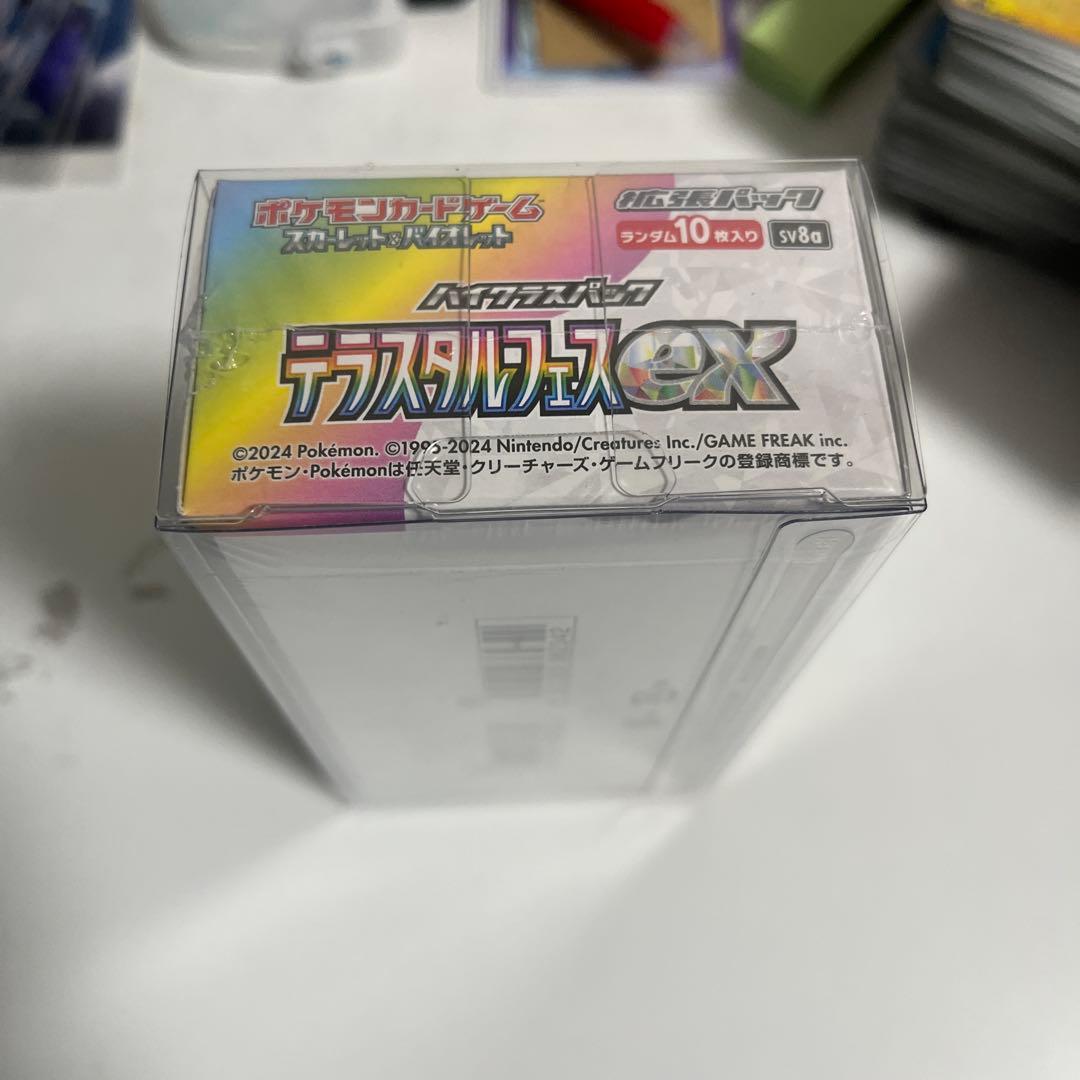 ポケモンカードゲーム
スカーレット&バイオレット
拡張パック
ランダム10枚入り SV8a
ハイクラスパック
テラスタルフェスex
©2024 Pokémon. ©1995-2024 Nintendo/Creatures Inc./GAME FREAK inc.
ポケモン・Pokémonは任天堂・クリーチャーズ・ゲームフリークの登録商標です。